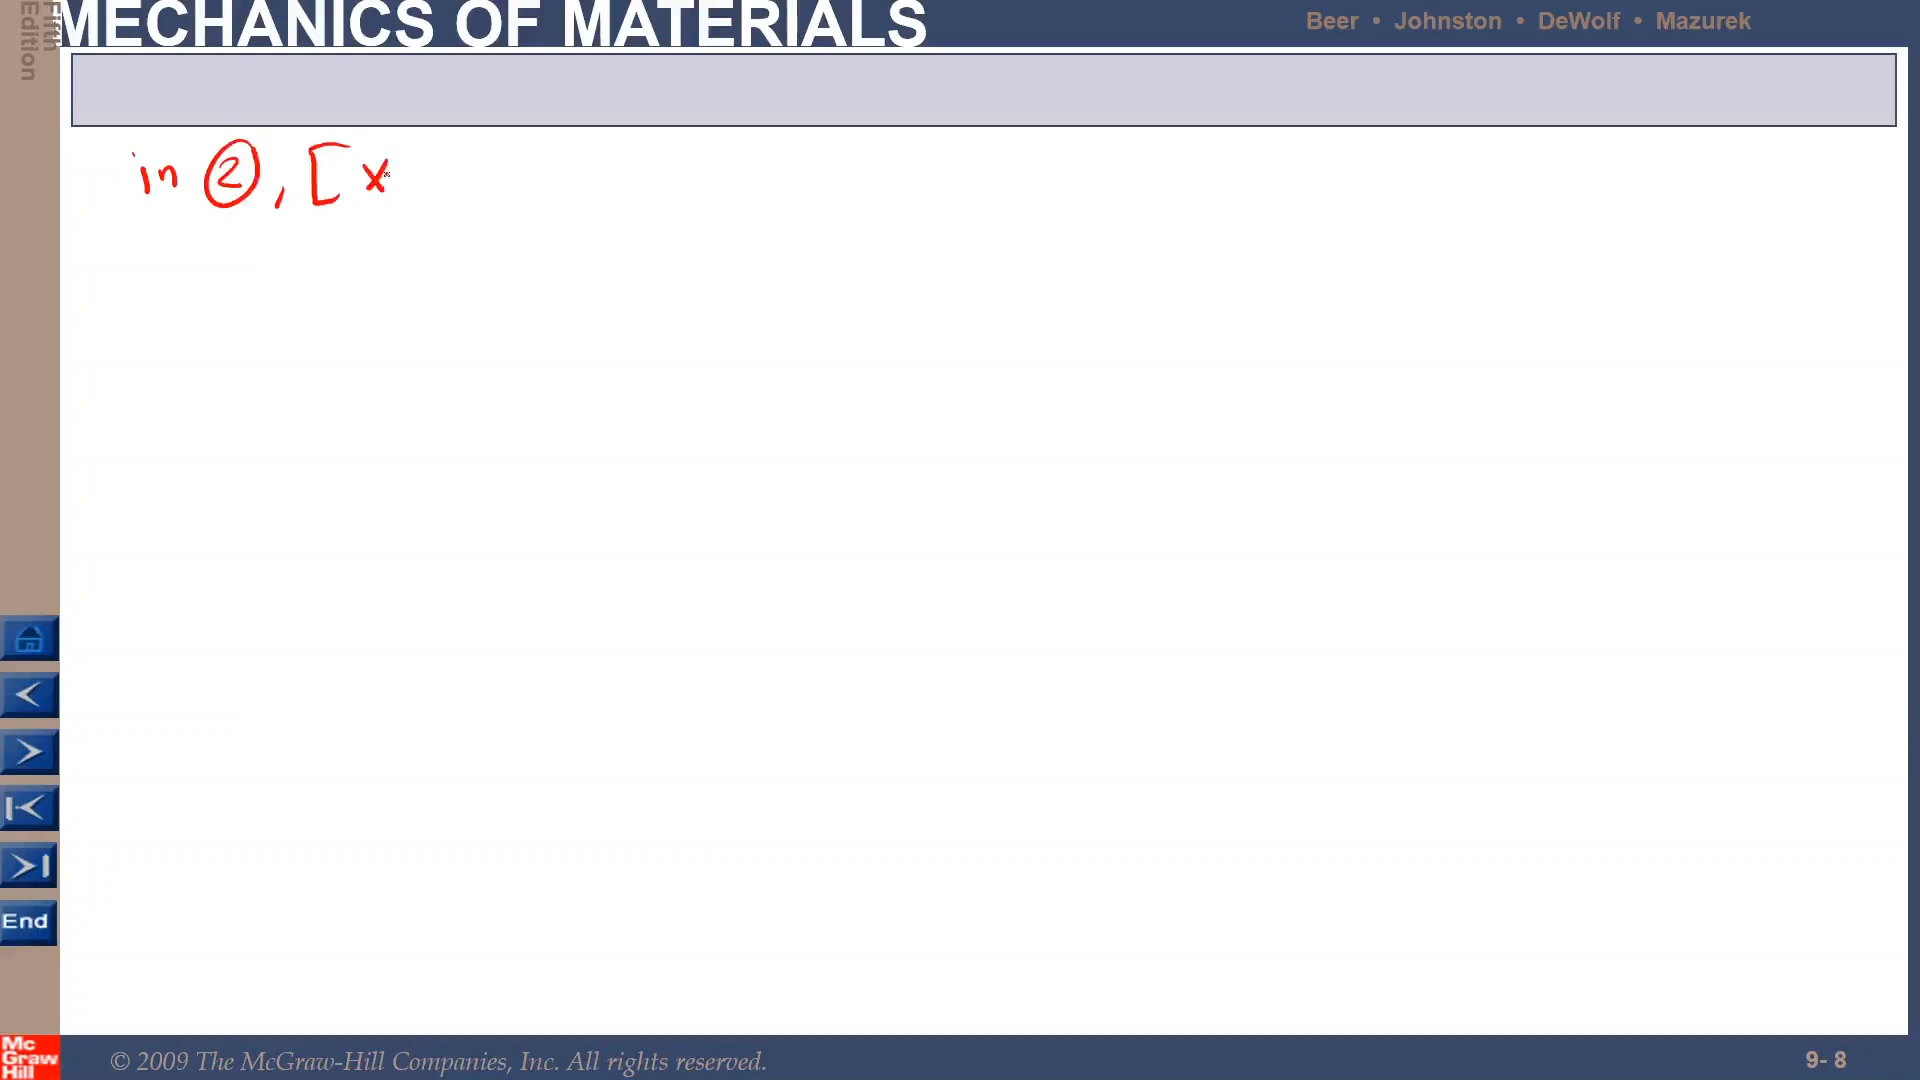 Fifth
Edition
MECHANICS OF MATERIALS
Beer • Johnston • DeWolf • Mazurek
in ②, [ x
End
Mc
Graw
Hill
© 2009 The McGraw-Hill Companies, Inc. All rights reserved.
9- 8